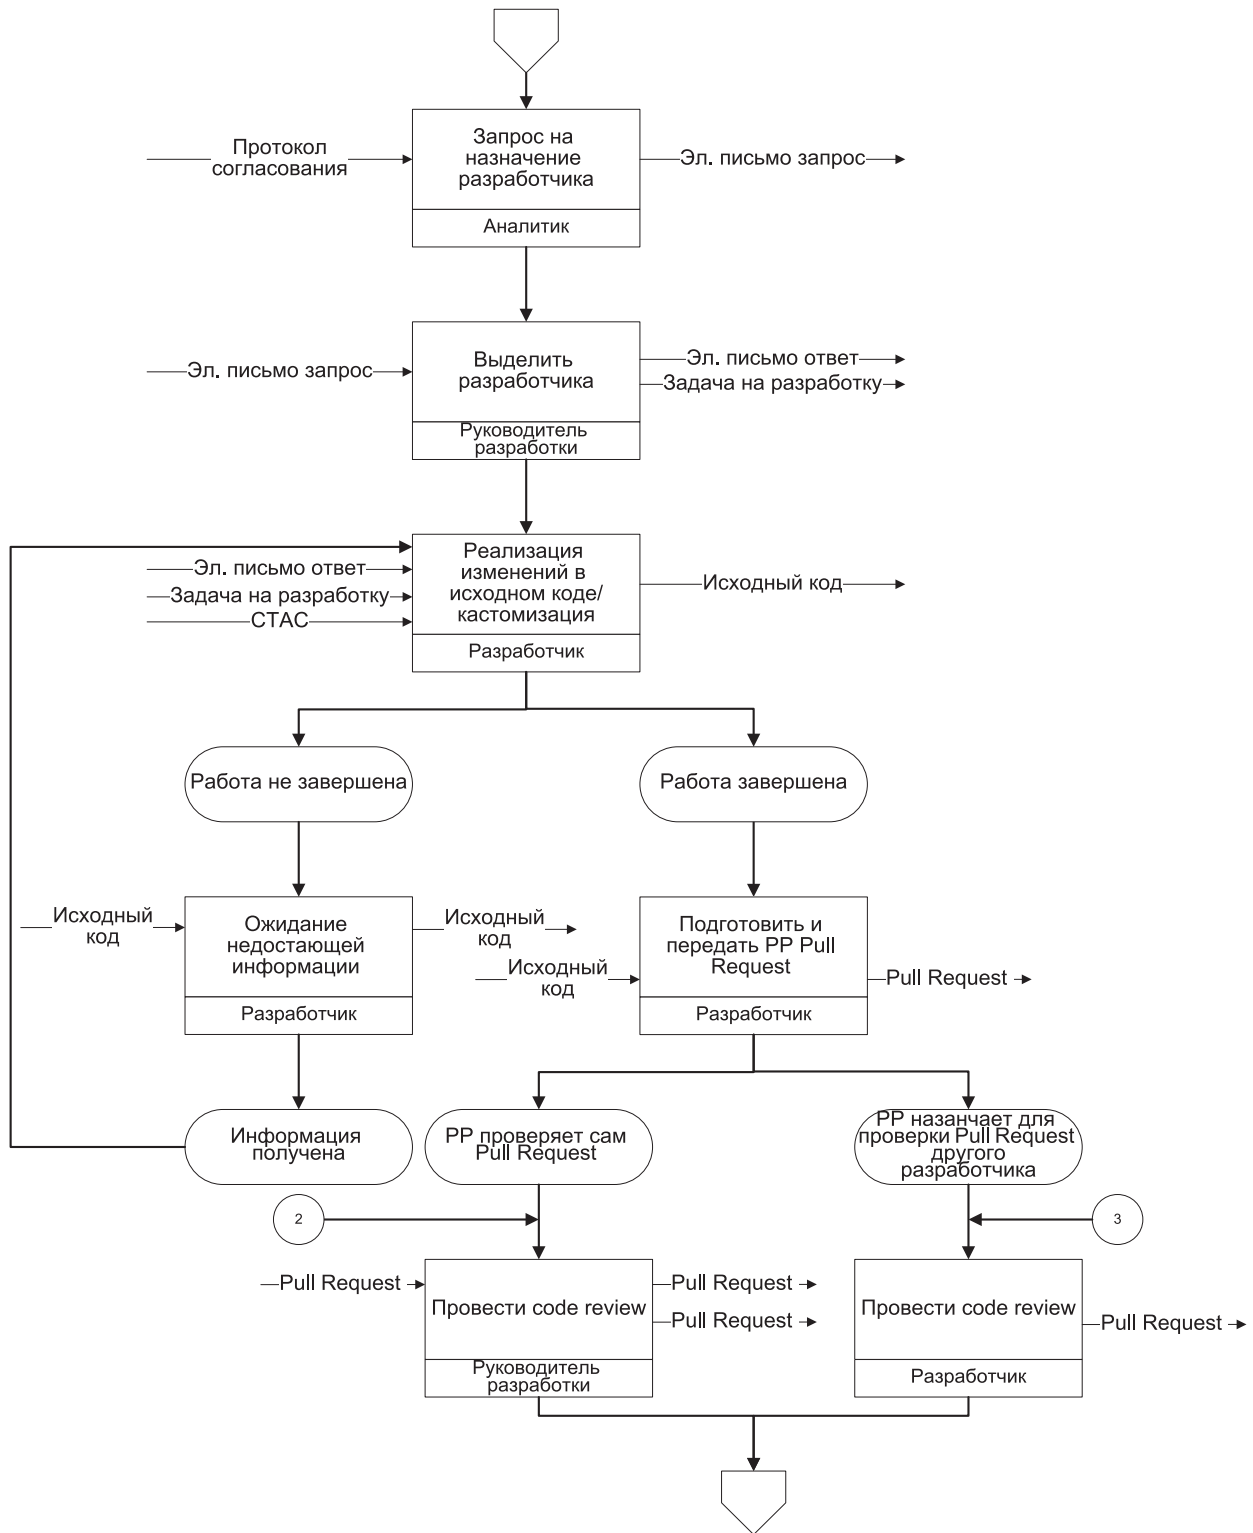 Запрос на
назначение
разработчика
Протокол
согласования
Эл. письмо запрос
Аналитик
Эл. письмо запрос
Выделить
разработчика
Эл. письмо ответ
Задача на разработку
Руководитель
разработки
Эл. письмо ответ
Задача на разработку
СТАС
Реализация
изменений в
исходном коде/
кастомизация
Исходный код
Разработчик
Работа не завершена
Работа завершена
Исходный
код
Ожидание
недостающей
информации
Исходный
код
Разработчик
Исходный
код
Подготовить и
передать РР Pull
Request
Pull Request
Разработчик
Информация
получена
РР проверяет сам
Pull Request
РР назанчает для
проверки Pull Request
другого
разработчика
2
3
Pull Request
Провести code review
Pull Request
Pull Request
Руководитель
разработки
Провести code review
Pull Request
Разработчик